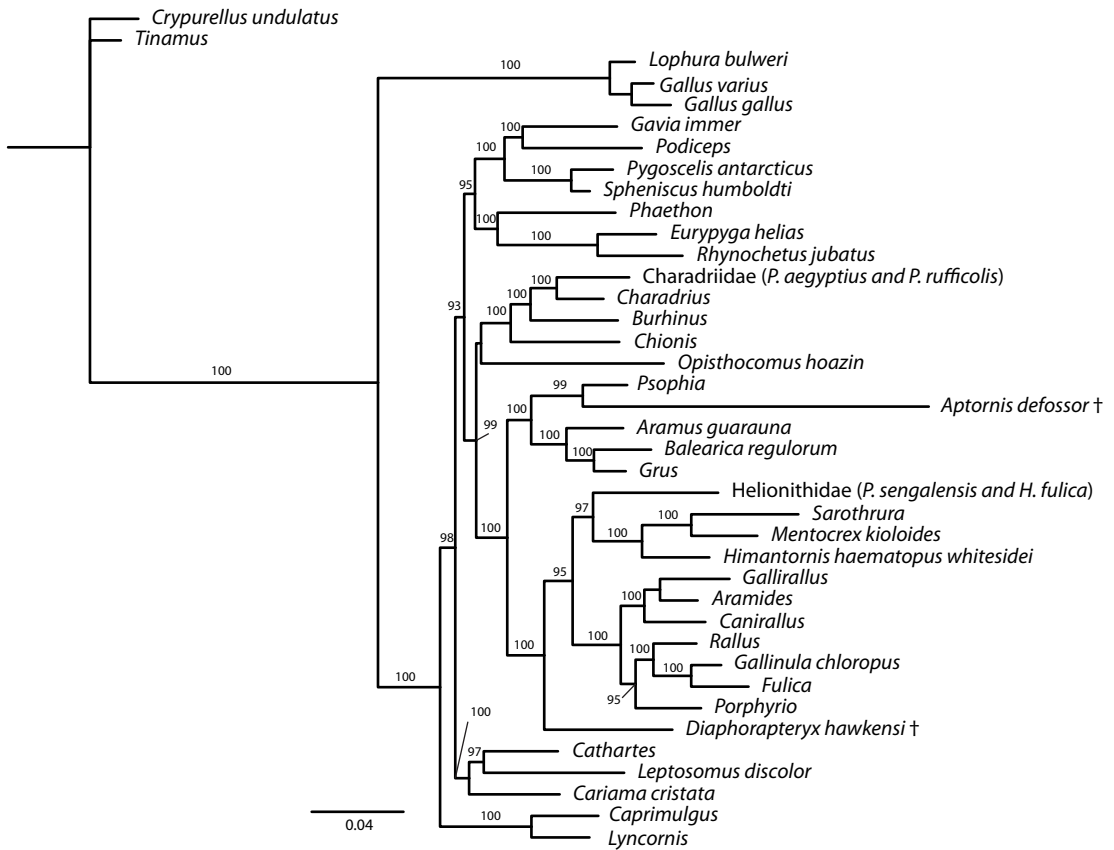 Crypurellus undulatus
Tinamus
100
Lophura bulweri
Gallus varius
Gallus gallus
100
Gavia immer
100
Podiceps
100
Pygoscelis antarcticus
95
Spheniscus humboldti
100
Phaethon
100
Eurypyga helias
Rhynochetus jubatus
100
Charadriidae (P. aegyptius and P. rufficolis)
100
Charadrius
93
100
Burhinus
Chionis
Opisthocomus hoazin
100
99
Psophia
100
Aptornis defossor †
99
100
Aramus guarauna
100
Balearica regulorum
Grus
97
Helionithidae (P. sengalensis and H. fulica)
100
100
Sarothrura
98
100
Mentocrex kioloides
Himantornis haematopus whitesidei
95
Gallirallus
100
Aramides
Canirallus
100
100
100
Rallus
100
Gallinula chloropus
95
Fulica
100
Porphyrio
100
Diaphorapteryx hawkensi †
97
Cathartes
Leptosomus discolor
Cariama cristata
0.04
100
Caprimulgus
Lyncornis